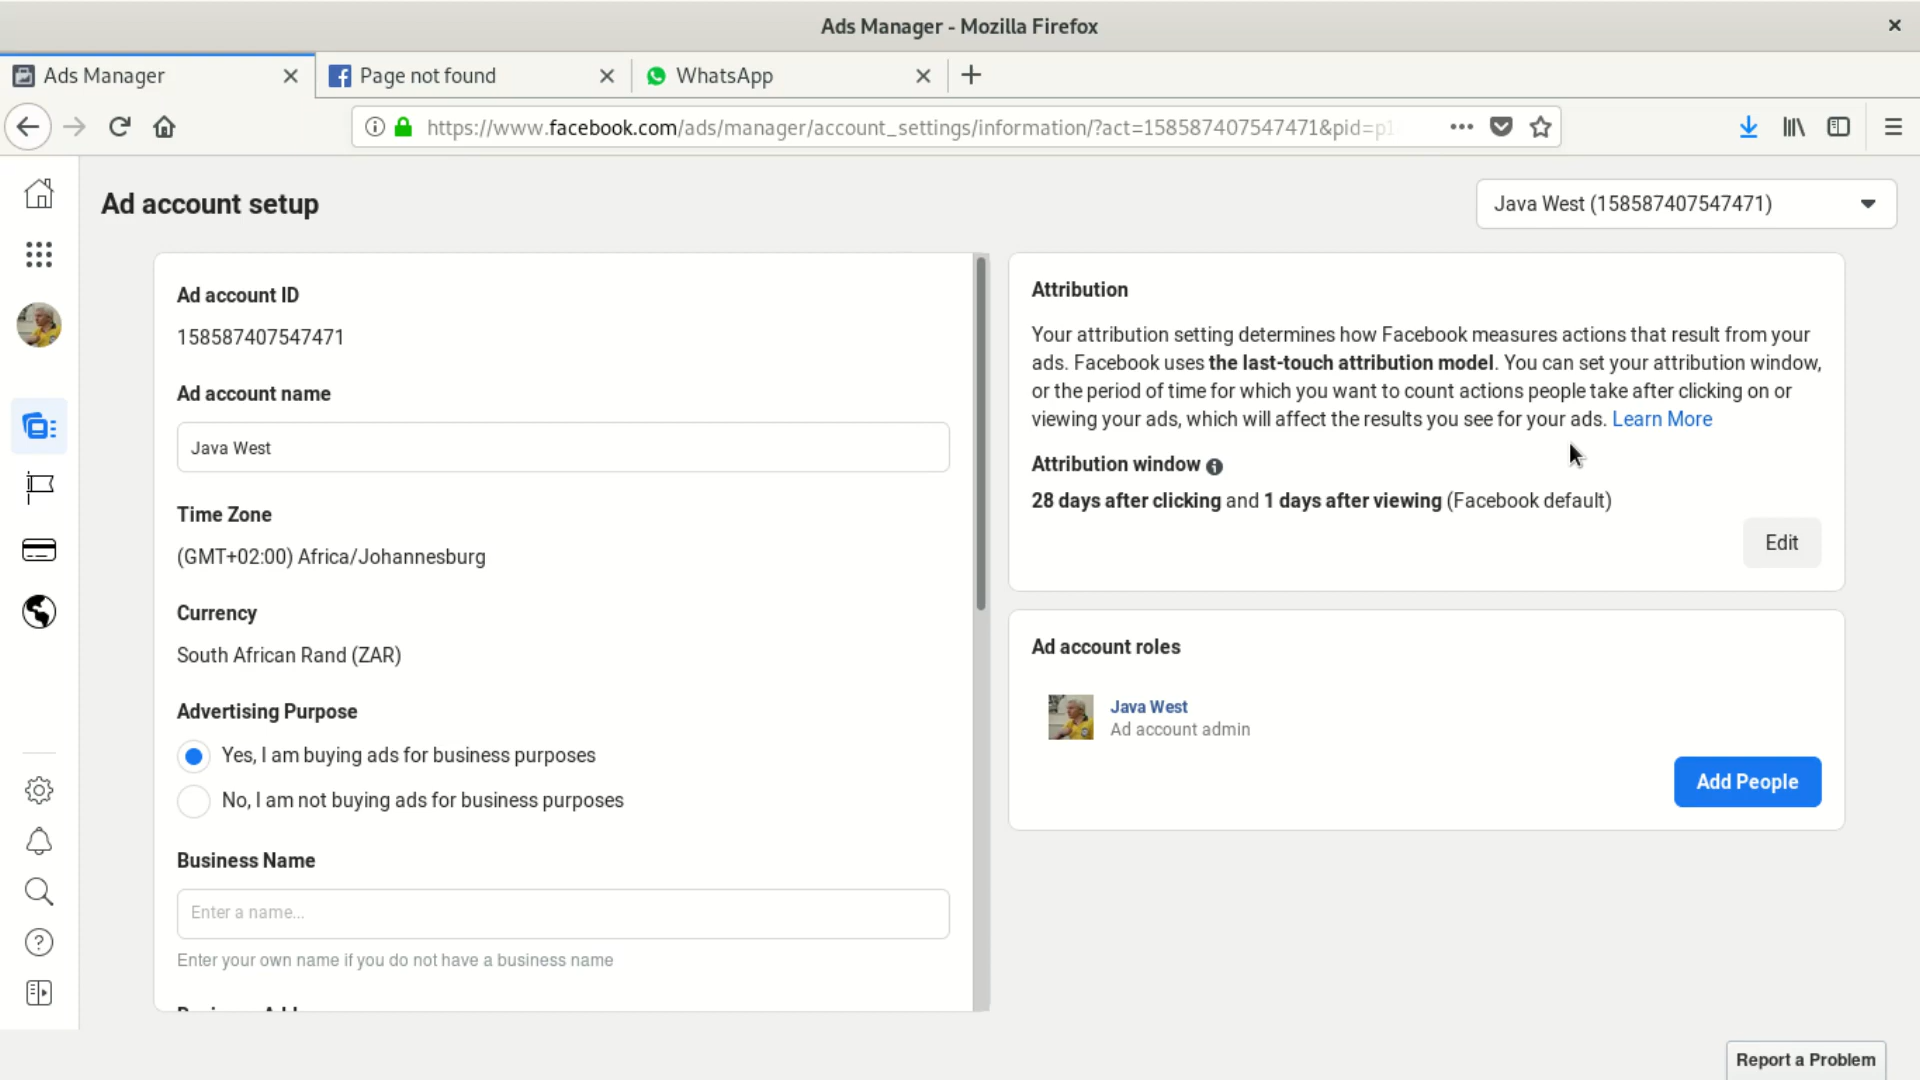 Ads Manager - Mozilla Firefox
Ads Manager
Page not found
WhatsApp
https://www.facebook.com/ads/manager/account_settings/information/?act=158587407547471&pid=p1
Ad account setup
Java West (158587407547471)
Ad account ID
158587407547471
Ad account name
Java West
Time Zone
(GMT+02:00) Africa/Johannesburg
Currency
South African Rand (ZAR)
Advertising Purpose
Yes, I am buying ads for business purposes
No, I am not buying ads for business purposes
Business Name
Enter a name...
Enter your own name if you do not have a business name
Attribution
Your attribution setting determines how Facebook measures actions that result from your
ads. Facebook uses the last-touch attribution model. You can set your attribution window,
or the period of time for which you want to count actions people take after clicking on or
viewing your ads, which will affect the results you see for your ads. Learn More
Attribution window
28 days after clicking and 1 days after viewing (Facebook default)
Edit
Ad account roles
Java West
Ad account admin
Add People
Report a Problem